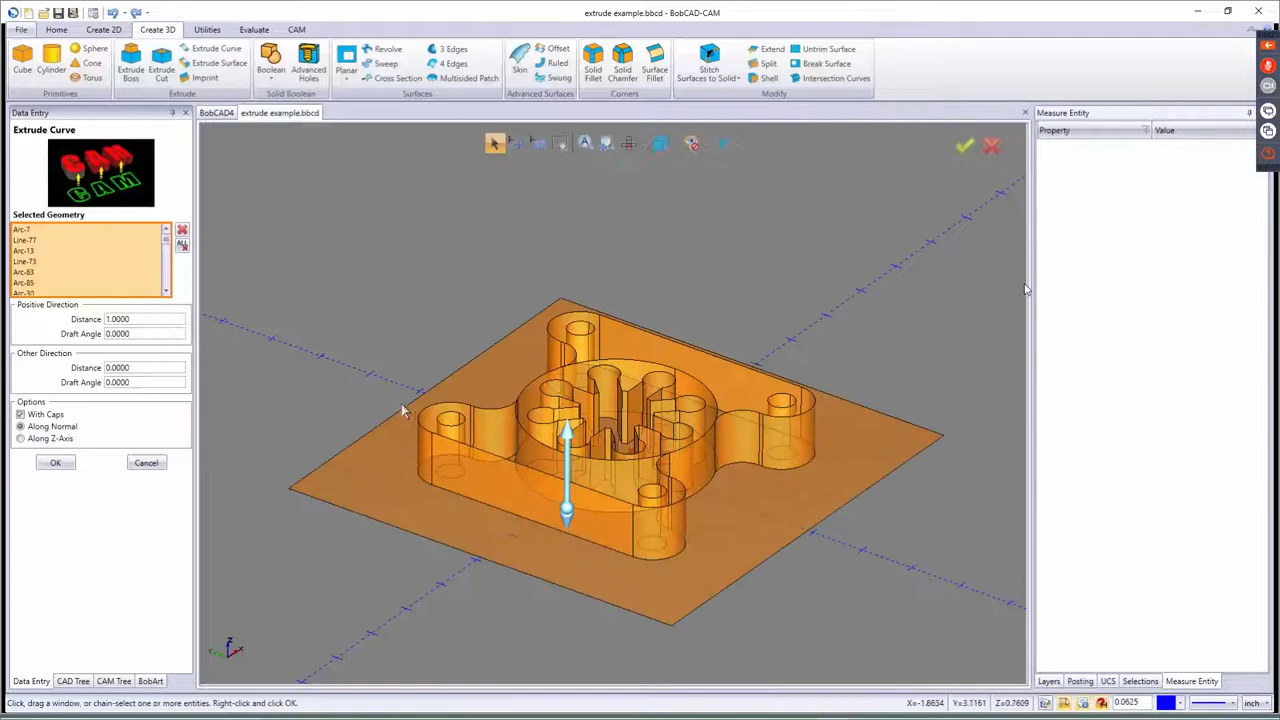 extrude example.bbcd - BobCAD-CAM
File Home Create 2D Create 3D Utilities Evaluate CAM
Cube Cylinder Sphere Cone Torus Primitives
Extrude Boss Extrude Cut Extrude Curve Extrude Surface Imprint Extrude
Boolean Advanced Holes Solid Boolean
Planar Revolve Sweep Cross Section 3 Edges 4 Edges Multisided Patch Surfaces
Skin Offset Ruled Swung Advanced Surfaces
Solid Fillet Solid Chamfer Surface Fillet Corners
Stitch Surfaces to Solid Extend Split Shell Untrim Surface Break Surface Intersection Curves Modify
Data Entry
BobCAD4 extrude example.bbcd
Measure Entity
Property Value
Extrude Curve
CAM
CAM
Selected Geometry
Arc-7
Line-77
Arc-13
Line-73
Arc-83
Arc-85
Arc-30
ALL
Positive Direction
Distance 1.0000
Draft Angle 0.0000
Other Direction
Distance 0.0000
Draft Angle 0.0000
Options
With Caps
Along Normal
Along Z-Axis
OK Cancel
Z
Y X
Data Entry CAD Tree CAM Tree BobArt
Layers Posting UCS Selections Measure Entity
Click, drag a window, or chain-select one or more entities. Right-click and click OK.
X=-1.8634 Y=3.1161 Z=0.7609 0.0625 inch